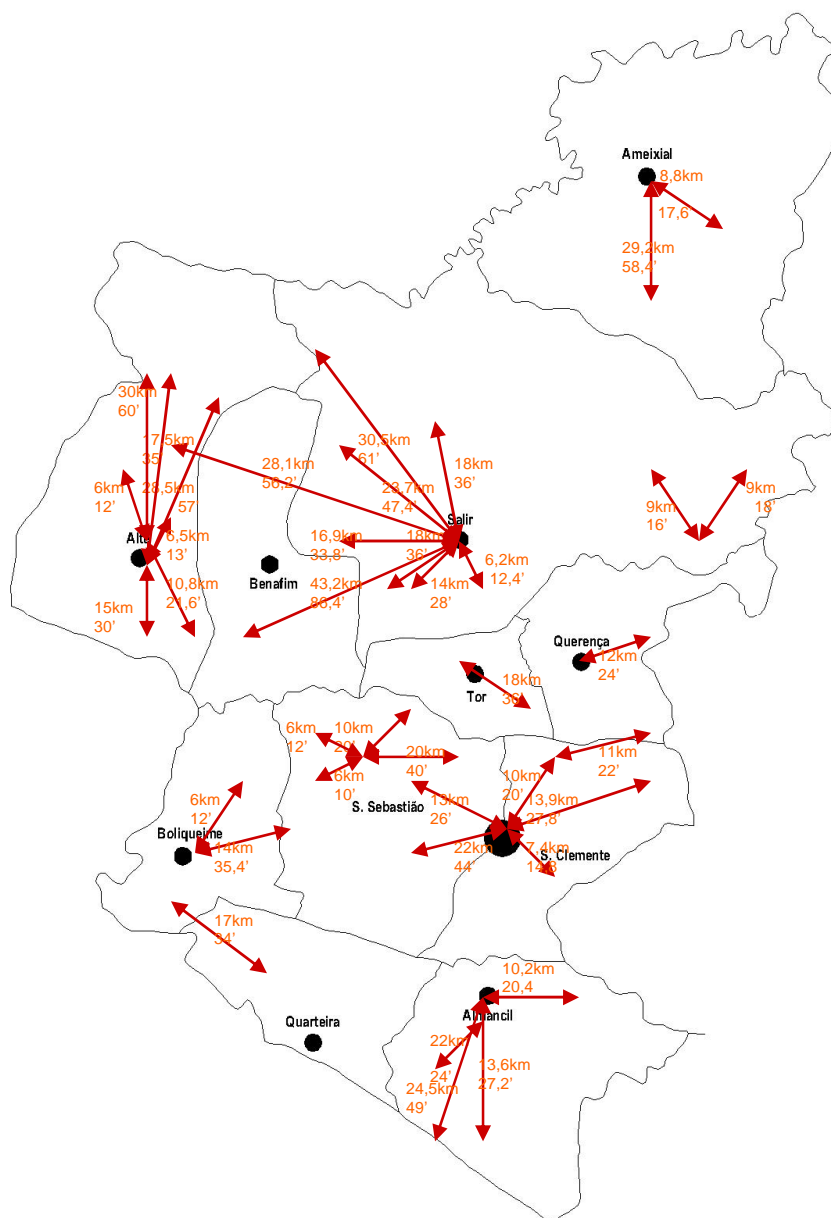 Ameixial
8,8km
17,6'
29,2km
58,4'
30km
60'
17,5km
35'
30,5km
61'
28,1km
56,2'
18km
36'
6km
12'
28,5km
57'
23,7km
47,4'
9km
16'
9km
18'
Salir
Alte
6,5km
13'
16,9km
33,8'
18km
36'
6,2km
12,4'
Benafim
10,8km
21,6'
43,2km
86,4'
14km
28'
15km
30'
Querença
12km
24'
18km
36'
Tor
6km
12'
10km
20'
20km
40'
11km
22'
6km
10'
10km
20'
13km
26'
13,9km
27,8'
S. Sebastião
6km
12'
Boliqueime
14km
35,4'
22km
44'
7,4km
14,8
S. Clemente
17km
34'
10,2km
20,4
Almancil
Quarteira
22km
24'
13,6km
27,2'
24,5km
49'